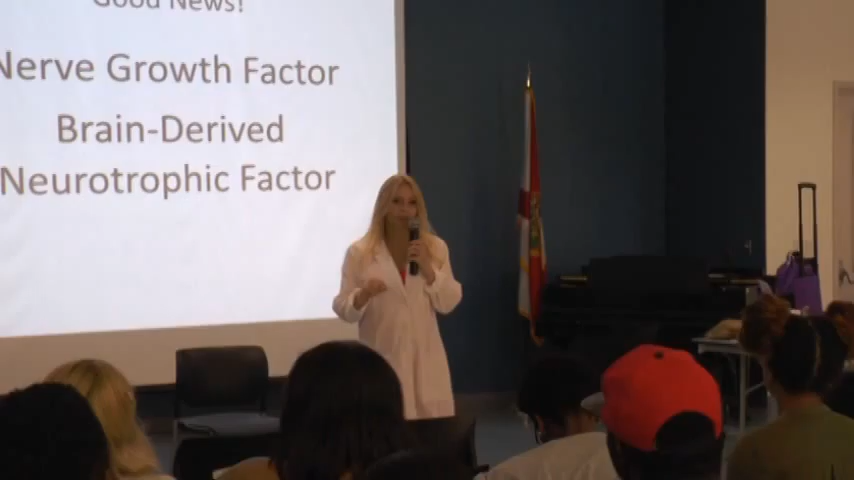 Good News!
Nerve Growth Factor
Brain-Derived
Neurotrophic Factor